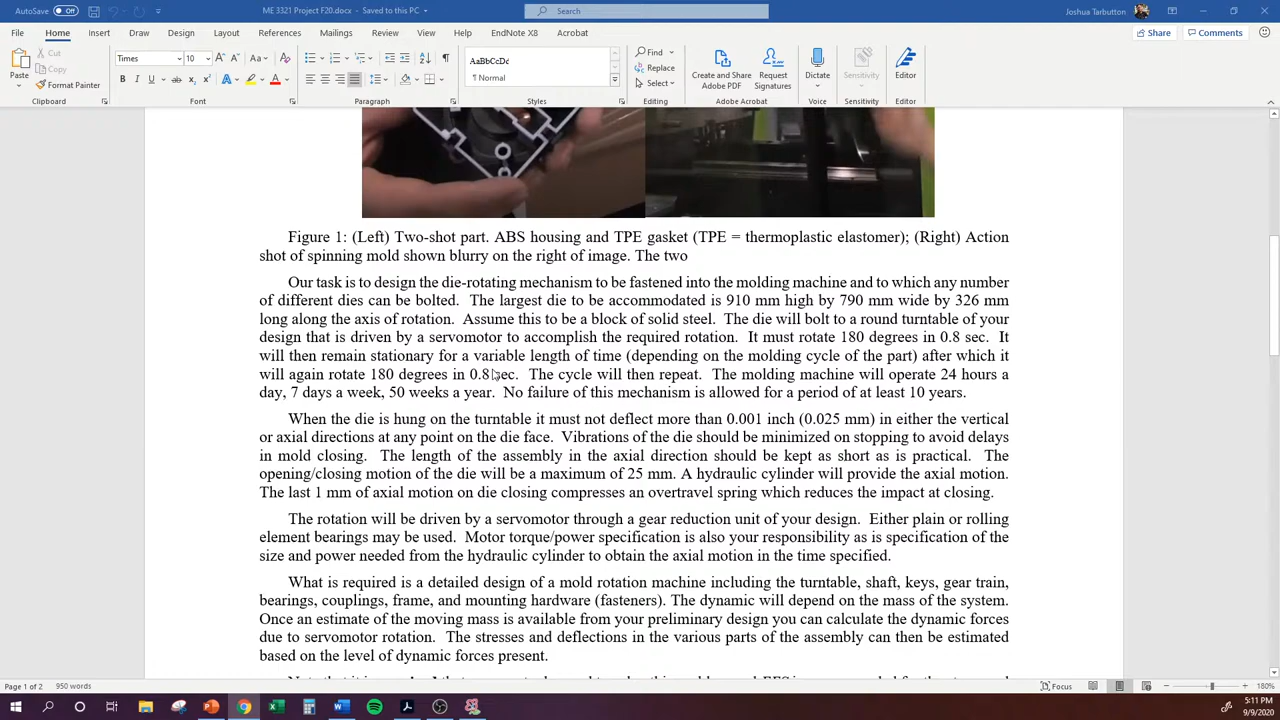 AutoSave Off ME 3321 Project F20.docx - Saved to this PC Search Joshua Tarbutton
File Home Insert Draw Design Layout References Mailings Review View Help EndNote X8 Acrobat Share Comments
Paste Cut Copy Format Painter Clipboard
Times 10 Font
Paragraph
AaBbCcDd ¶ Normal Styles
Find Replace Select Editing
Create and Share Adobe PDF Request Signatures Adobe Acrobat
Dictate Voice
Sensitivity Sensitivity
Editor Editor
Figure 1: (Left) Two-shot part. ABS housing and TPE gasket (TPE = thermoplastic elastomer); (Right) Action
shot of spinning mold shown blurry on the right of image. The two
Our task is to design the die-rotating mechanism to be fastened into the molding machine and to which any number
of different dies can be bolted. The largest die to be accommodated is 910 mm high by 790 mm wide by 326 mm
long along the axis of rotation. Assume this to be a block of solid steel. The die will bolt to a round turntable of your
design that is driven by a servomotor to accomplish the required rotation. It must rotate 180 degrees in 0.8 sec. It
will then remain stationary for a variable length of time (depending on the molding cycle of the part) after which it
will again rotate 180 degrees in 0.8 sec. The cycle will then repeat. The molding machine will operate 24 hours a
day, 7 days a week, 50 weeks a year. No failure of this mechanism is allowed for a period of at least 10 years.
When the die is hung on the turntable it must not deflect more than 0.001 inch (0.025 mm) in either the vertical
or axial directions at any point on the die face. Vibrations of the die should be minimized on stopping to avoid delays
in mold closing. The length of the assembly in the axial direction should be kept as short as is practical. The
opening/closing motion of the die will be a maximum of 25 mm. A hydraulic cylinder will provide the axial motion.
The last 1 mm of axial motion on die closing compresses an overtravel spring which reduces the impact at closing.
The rotation will be driven by a servomotor through a gear reduction unit of your design. Either plain or rolling
element bearings may be used. Motor torque/power specification is also your responsibility as is specification of the
size and power needed from the hydraulic cylinder to obtain the axial motion in the time specified.
What is required is a detailed design of a mold rotation machine including the turntable, shaft, keys, gear train,
bearings, couplings, frame, and mounting hardware (fasteners). The dynamic will depend on the mass of the system.
Once an estimate of the moving mass is available from your preliminary design you can calculate the dynamic forces
due to servomotor rotation. The stresses and deflections in the various parts of the assembly can then be estimated
based on the level of dynamic forces present.
Page 1 of 2 950 words Focus 180%
5:11 PM
9/9/2020